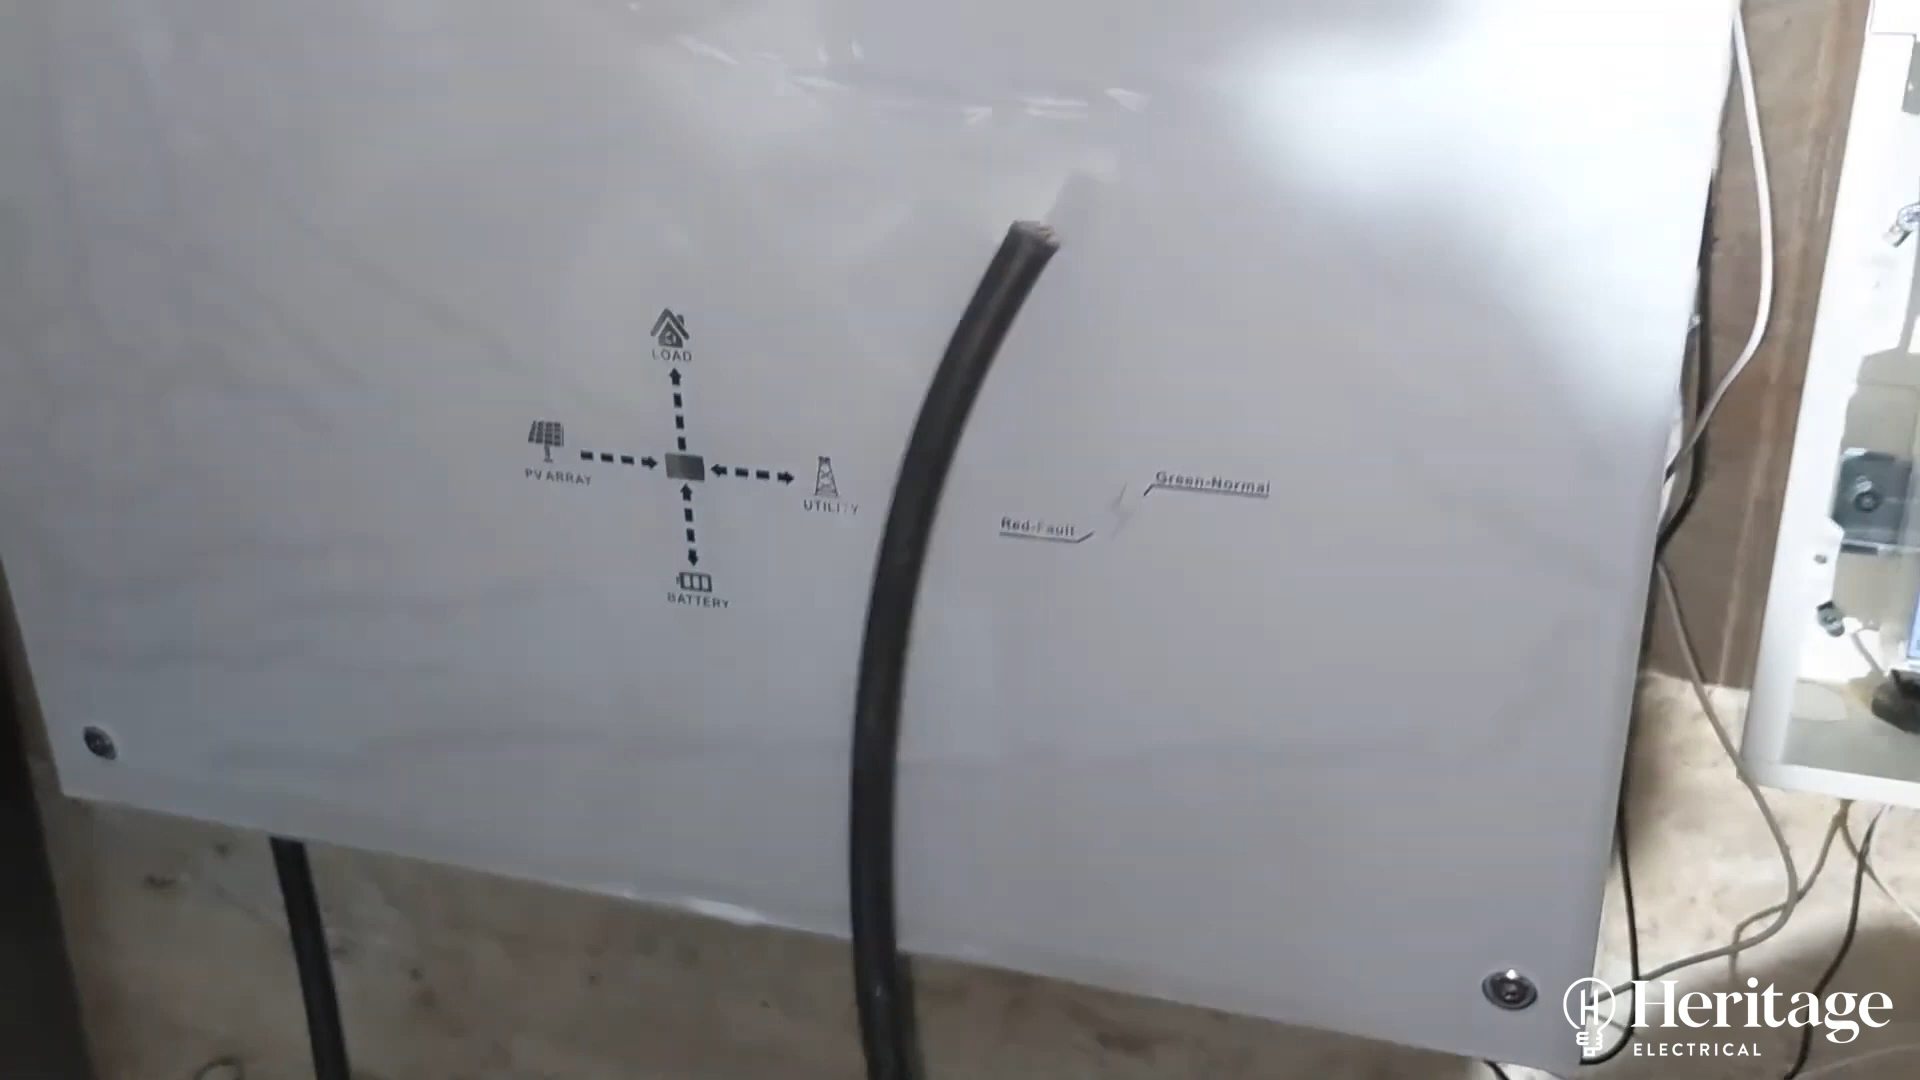 LOAD
PV ARRAY
UTILITY
Green-Normal
Red-Fault
BATTERY
Heritage
ELECTRICAL